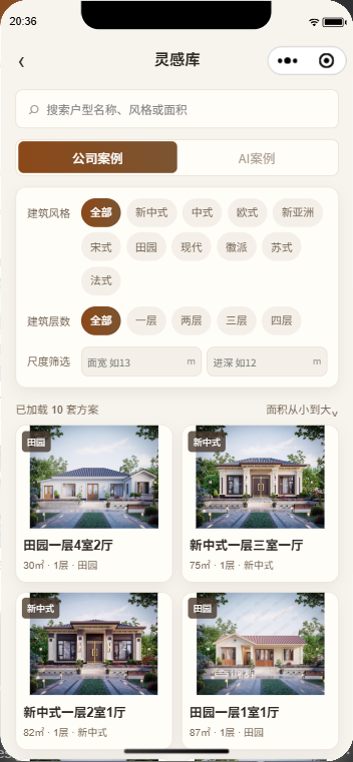 20:36
灵感库
搜索户型名称、风格或面积
公司案例
AI案例
建筑风格 全部 新中式 中式 欧式 新亚洲
宋式 田园 现代 徽派 苏式
法式
建筑层数 全部 一层 两层 三层 四层
尺度筛选 面宽 如13 m 进深 如12 m
已加载 10 套方案 面积从小到大
田园
田园一层4室2厅
30㎡ · 1层 · 田园
新中式
新中式一层三室一厅
75㎡ · 1层 · 新中式
新中式
新中式一层2室1厅
82㎡ · 1层 · 新中式
田园
田园一层1室1厅
87㎡ · 1层 · 田园